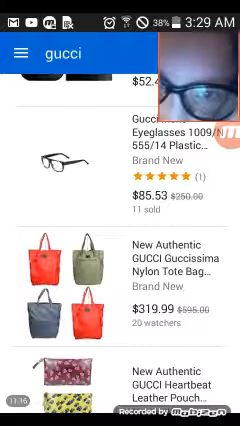 38% 3:29 AM
gucci
$52.4
Gucci
Eyeglasses 1009/N
555/14 Plastic...
Brand New
(1)
$85.53 $250.00
11 sold
New Authentic
GUCCI Guccissima
Nylon Tote Bag...
Brand New
$319.99 $595.00
20 watchers
New Authentic
GUCCI Heartbeat
Leather Pouch...
11:16
Recorded by Mobizen